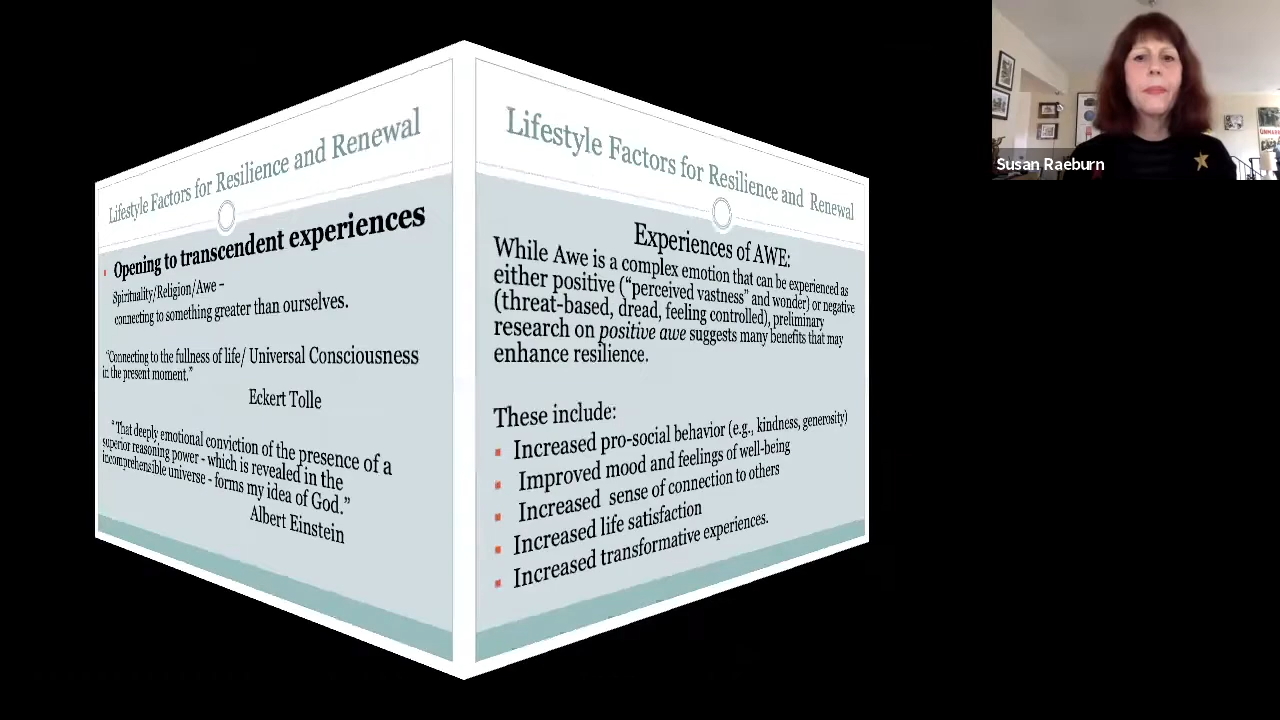 Lifestyle Factors for Resilience and Renewal
Opening to transcendent experiences
Spirituality/Religion/Awe –
connecting to something greater than ourselves.
“Connecting to the fullness of life/ Universal Consciousness
in the present moment.”
Eckert Tolle
“That deeply emotional conviction of the presence of a
superior reasoning power - which is revealed in the
incomprehensible universe - forms my idea of God.”
Albert Einstein
Lifestyle Factors for Resilience and Renewal
Experiences of AWE:
While Awe is a complex emotion that can be experienced as
either positive (“perceived vastness” and wonder) or negative
(threat-based, dread, feeling controlled), preliminary
research on positive awe suggests many benefits that may
enhance resilience.
These include:
Increased pro-social behavior (e.g., kindness, generosity)
Improved mood and feelings of well-being
Increased sense of connection to others
Increased life satisfaction
Increased transformative experiences.
Susan Raeburn